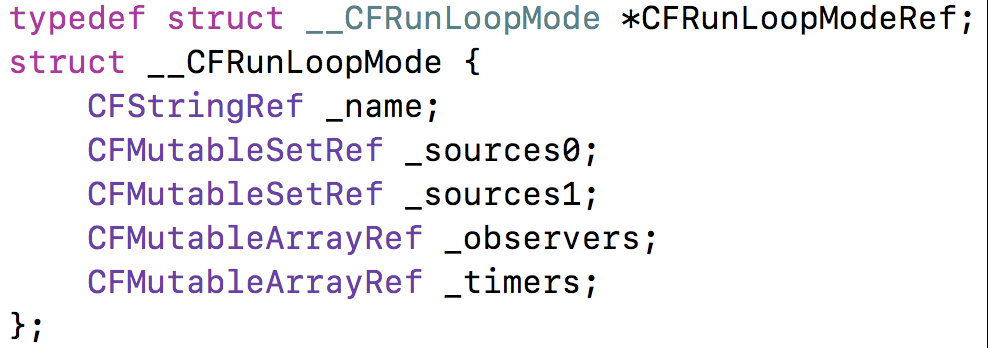 typedef struct __CFRunLoopMode *CFRunLoopModeRef;
struct __CFRunLoopMode {
    CFStringRef _name;
    CFMutableSetRef _sources0;
    CFMutableSetRef _sources1;
    CFMutableArrayRef _observers;
    CFMutableArrayRef _timers;
};